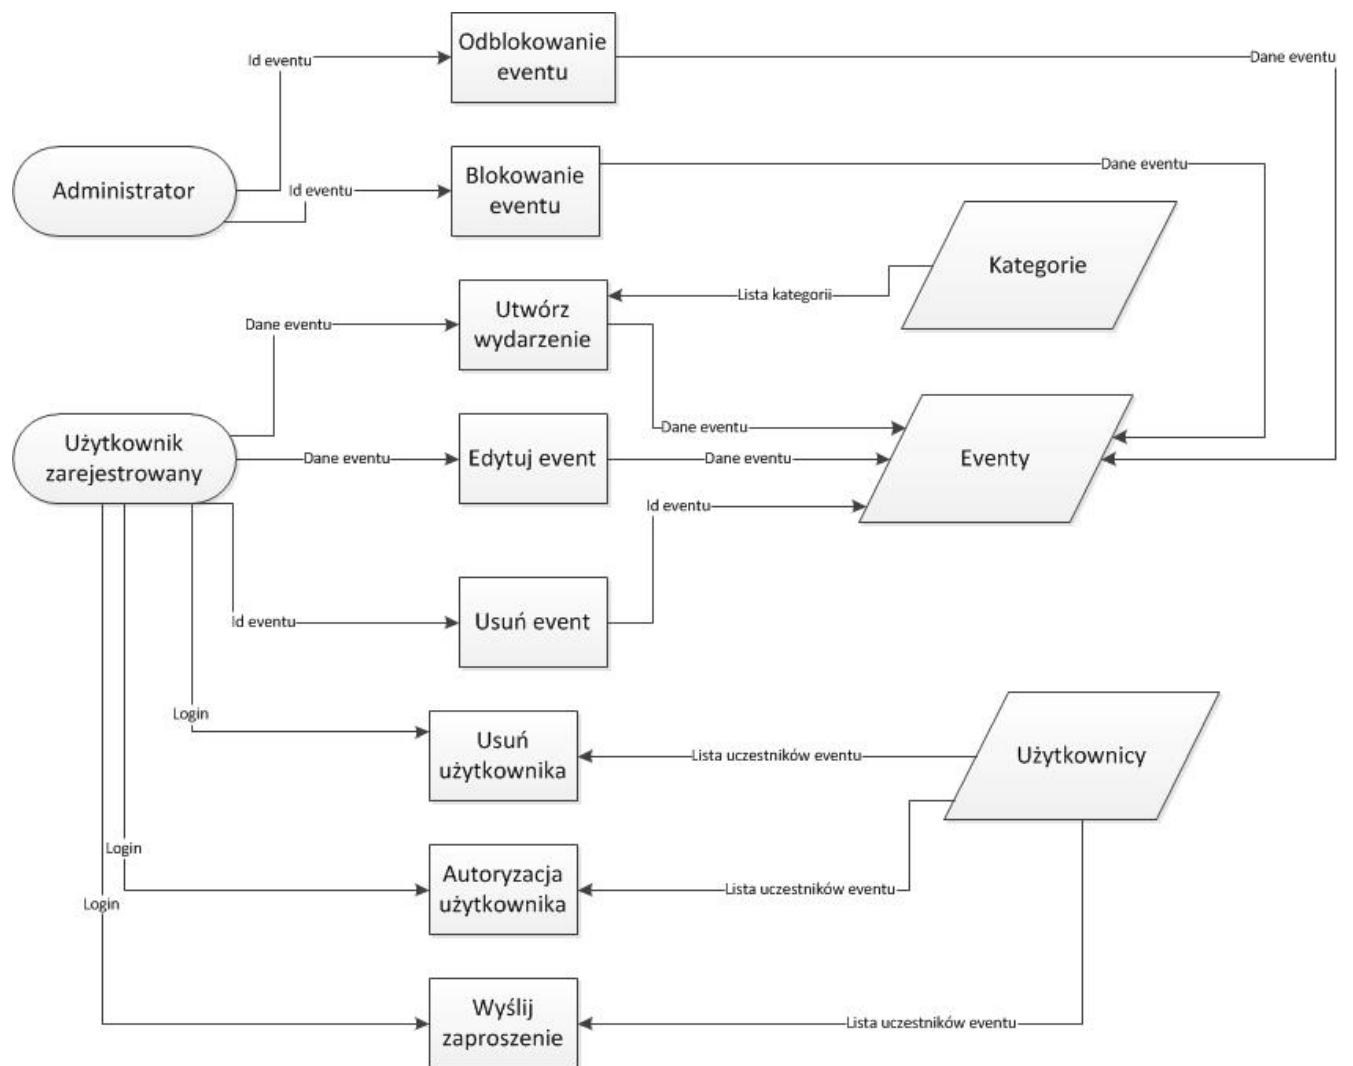 Odblokowanie
eventu
Id eventu
Dane eventu
Administrator
Id eventu
Blokowanie
eventu
Dane eventu
Kategorie
Lista kategorii
Utwórz
wydarzenie
Dane eventu
Użytkownik
zarejestrowany
Dane eventu
Dane eventu
Edytuj event
Dane eventu
Eventy
Id eventu
Id eventu
Usuń event
Login
Usuń
użytkownika
Lista uczestników eventu
Użytkownicy
Login
Autoryzacja
użytkownika
Lista uczestników eventu
Login
Wyślij
zaproszenie
Lista uczestników eventu